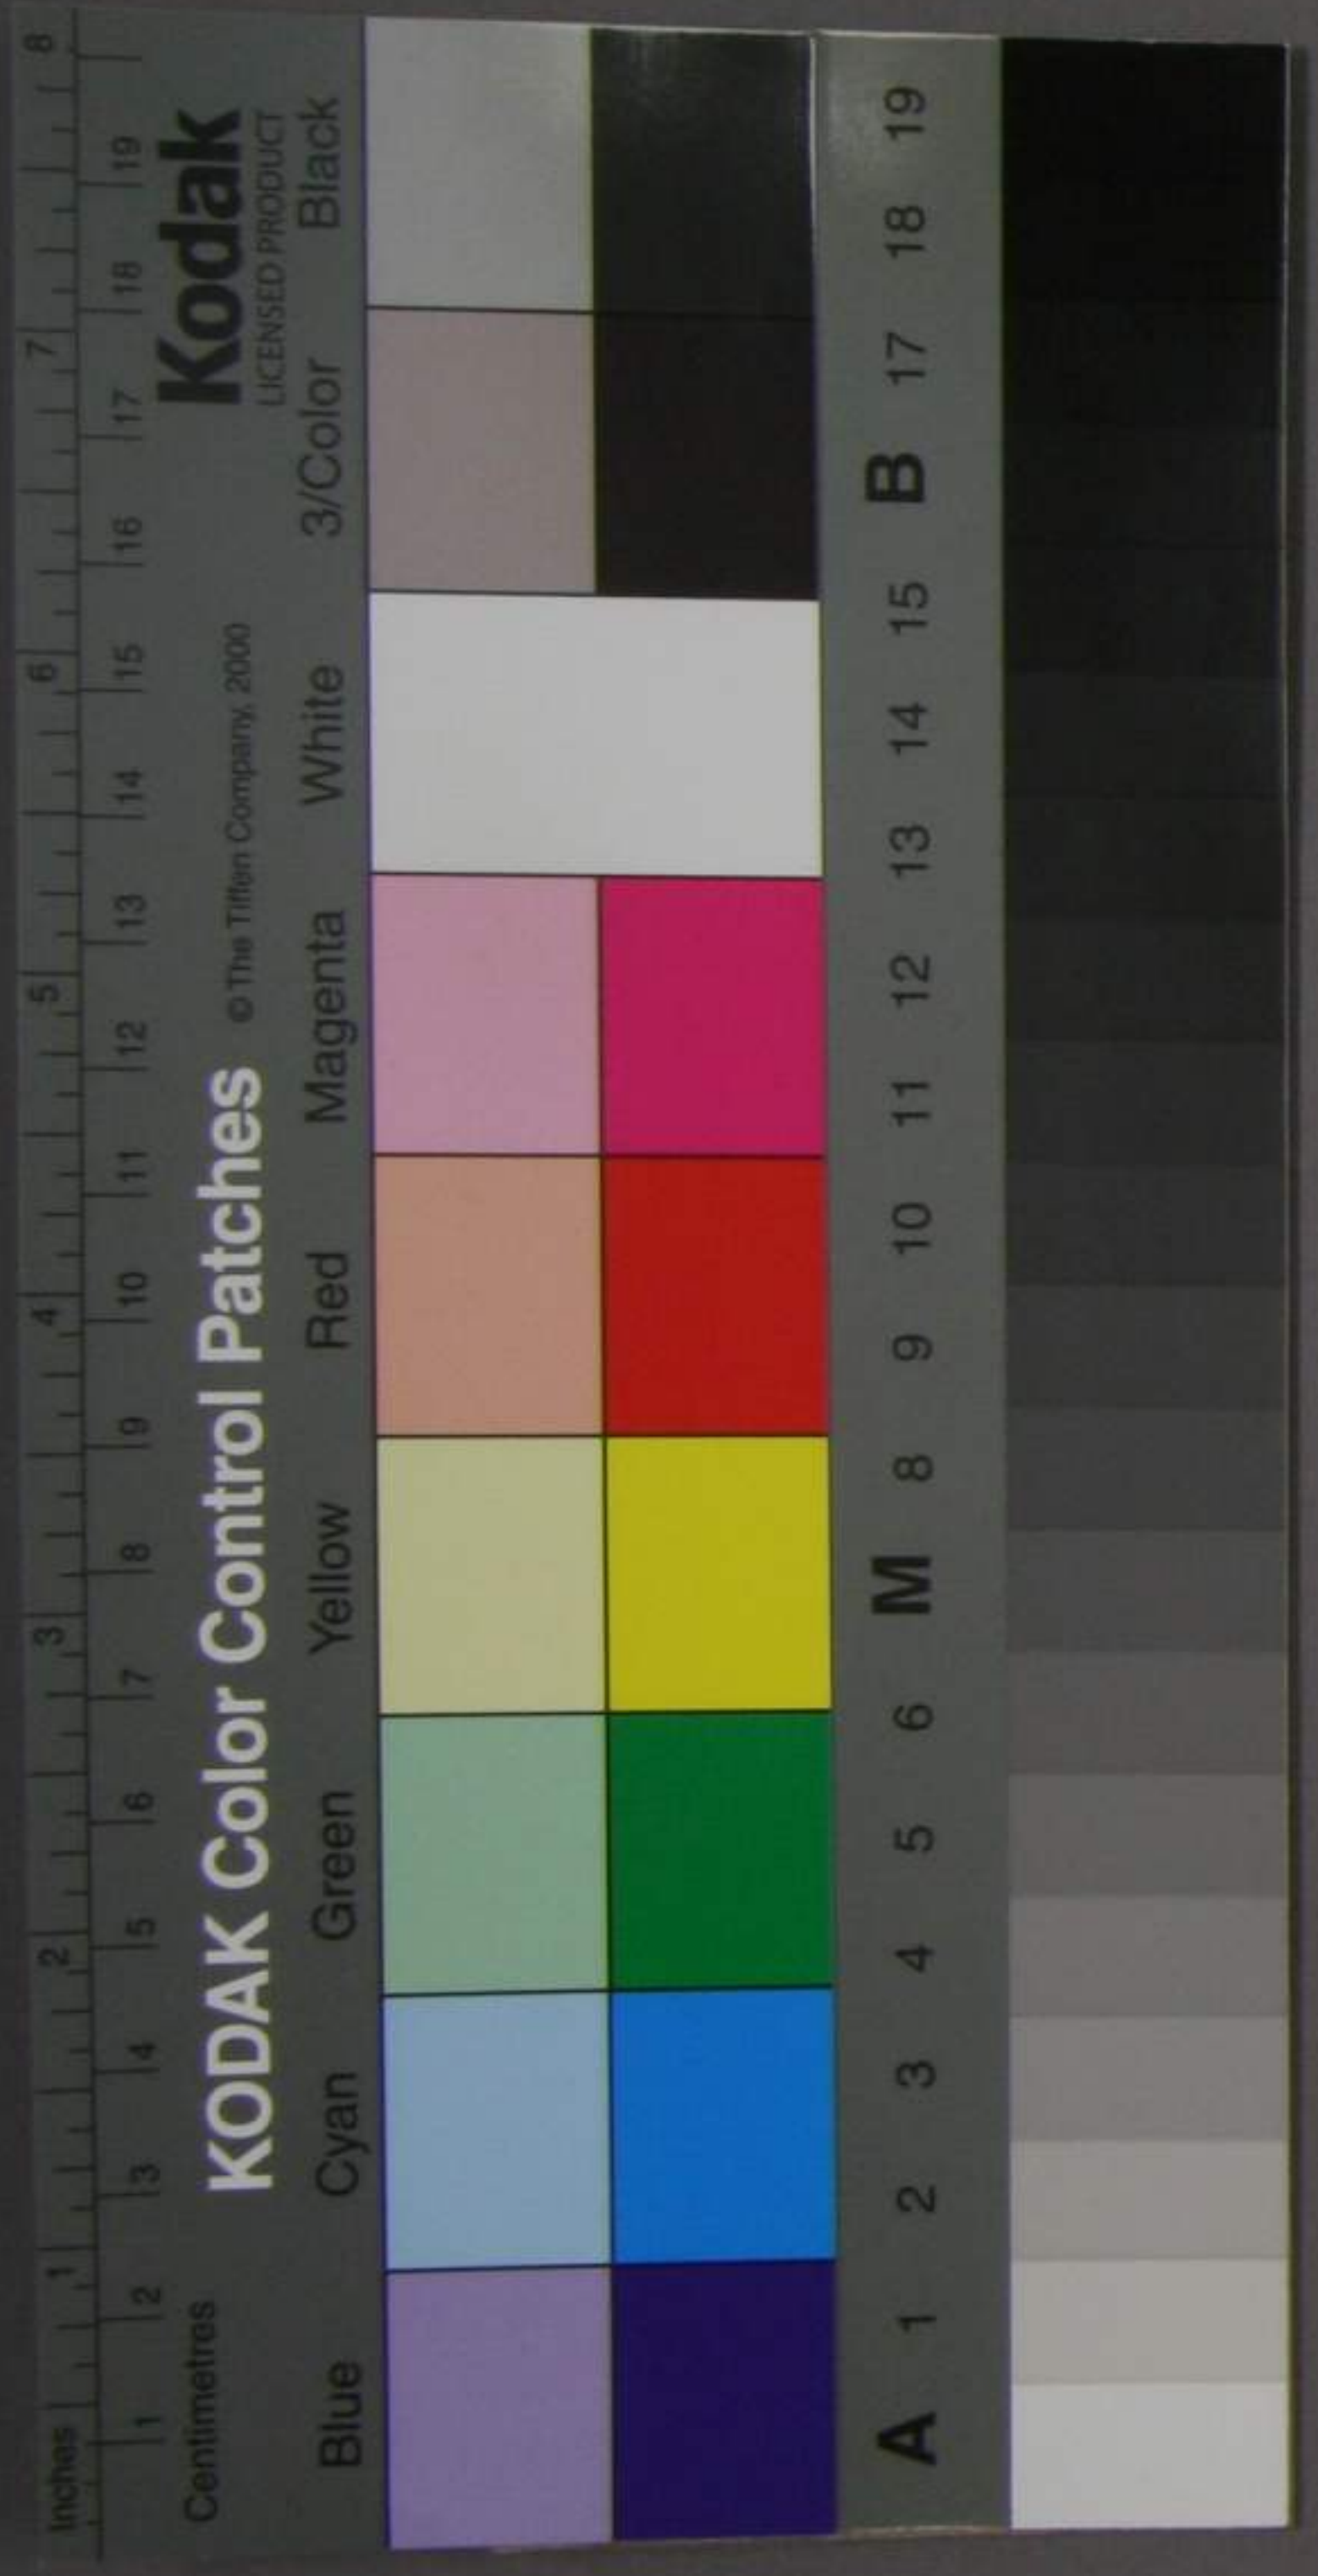 Inches 1 2 3 4 5 6 7 8
Centimetres 1 2 3 4 5 6 7 8 9 10 11 12 13 14 15 16 17 18 19
KODAK Color Control Patches © The Tiffen Company, 2000 Kodak
LICENSED PRODUCT
Blue Cyan Green Yellow Red Magenta White 3/Color Black
A 1 2 3 4 5 6 M 8 9 10 11 12 13 14 15 B 17 18 19